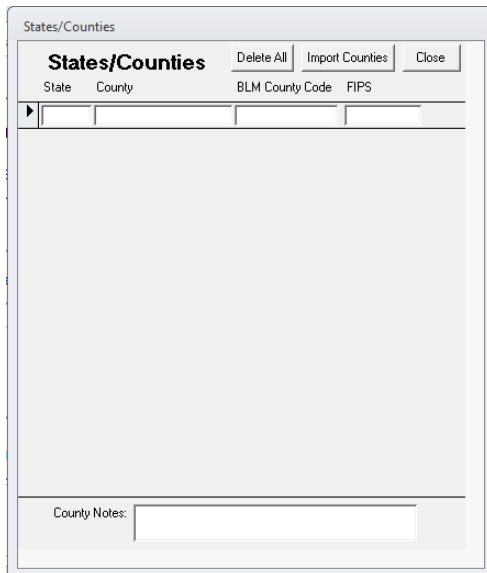 States/Counties
States/Counties Delete All Import Counties Close
State County BLM County Code FIPS
County Notes: